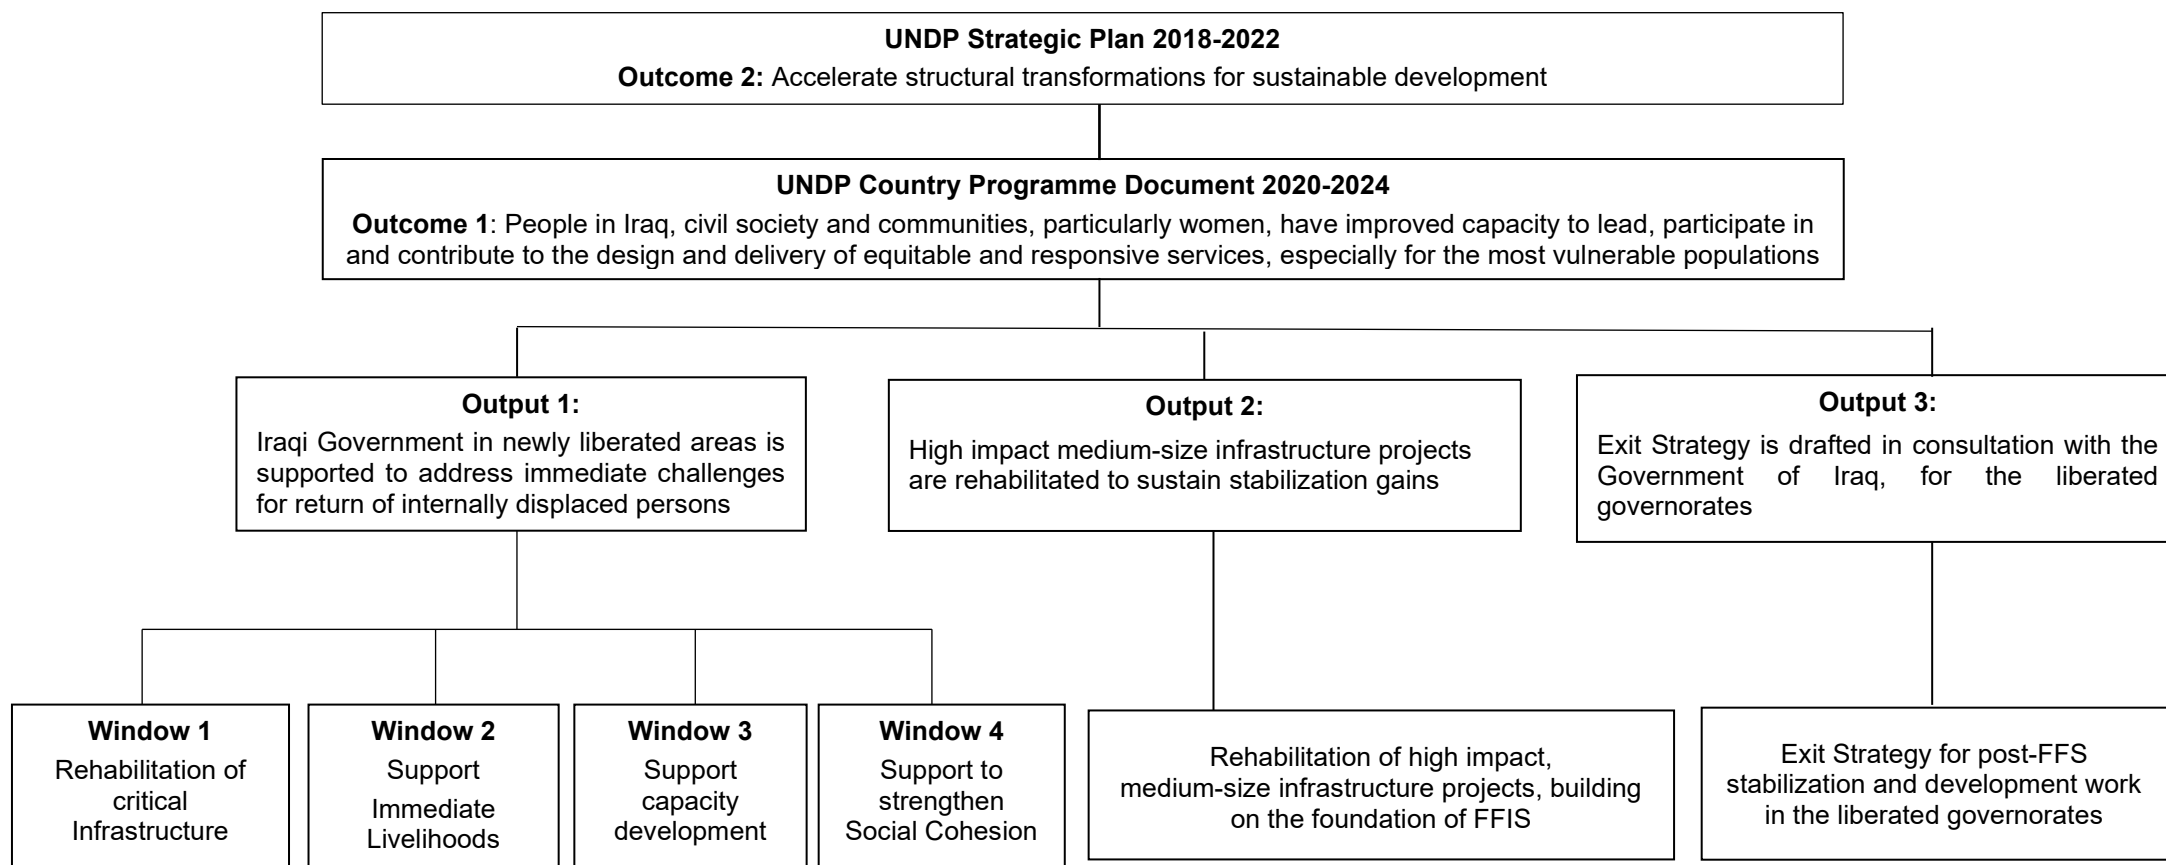 UNDP Strategic Plan 2018-2022
Outcome 2: Accelerate structural transformations for sustainable development
UNDP Country Programme Document 2020-2024
Outcome 1: People in Iraq, civil society and communities, particularly women, have improved capacity to lead, participate in
and contribute to the design and delivery of equitable and responsive services, especially for the most vulnerable populations
Output 1:
Iraqi Government in newly liberated areas is
supported to address immediate challenges
for return of internally displaced persons
Output 2:
High impact medium-size infrastructure projects
are rehabilitated to sustain stabilization gains
Output 3:
Exit Strategy is drafted in consultation with the
Government of Iraq, for the liberated
governorates
Window 1
Rehabilitation of
critical
Infrastructure
Window 2
Support
Immediate
Livelihoods
Window 3
Support
capacity
development
Window 4
Support to
strengthen
Social Cohesion
Rehabilitation of high impact,
medium-size infrastructure projects, building
on the foundation of FFIS
Exit Strategy for post-FFS
stabilization and development work
in the liberated governorates